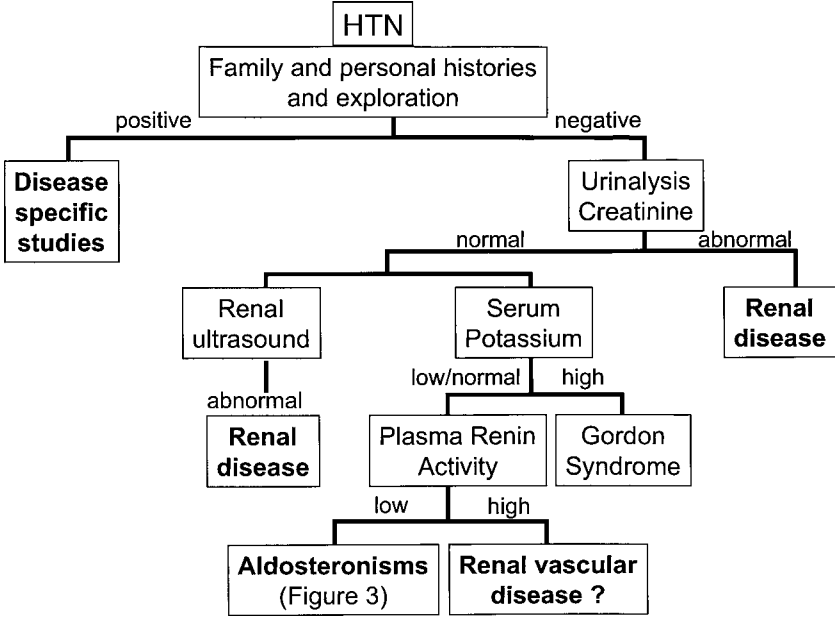 HTN
Family and personal histories
and exploration
positive
negative
Disease
specific
studies
Urinalysis
Creatinine
normal
abnormal
Renal
ultrasound
Serum
Potassium
Renal
disease
abnormal
low/normal
high
Renal
disease
Plasma Renin
Activity
Gordon
Syndrome
low
high
Aldosteronisms
(Figure 3)
Renal vascular
disease ?